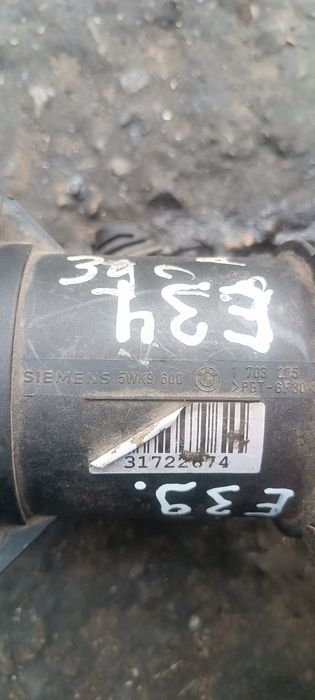 E34
SIEMENS 5WK9 600 1 703 275
>PBT-GF30
31722674
E39.